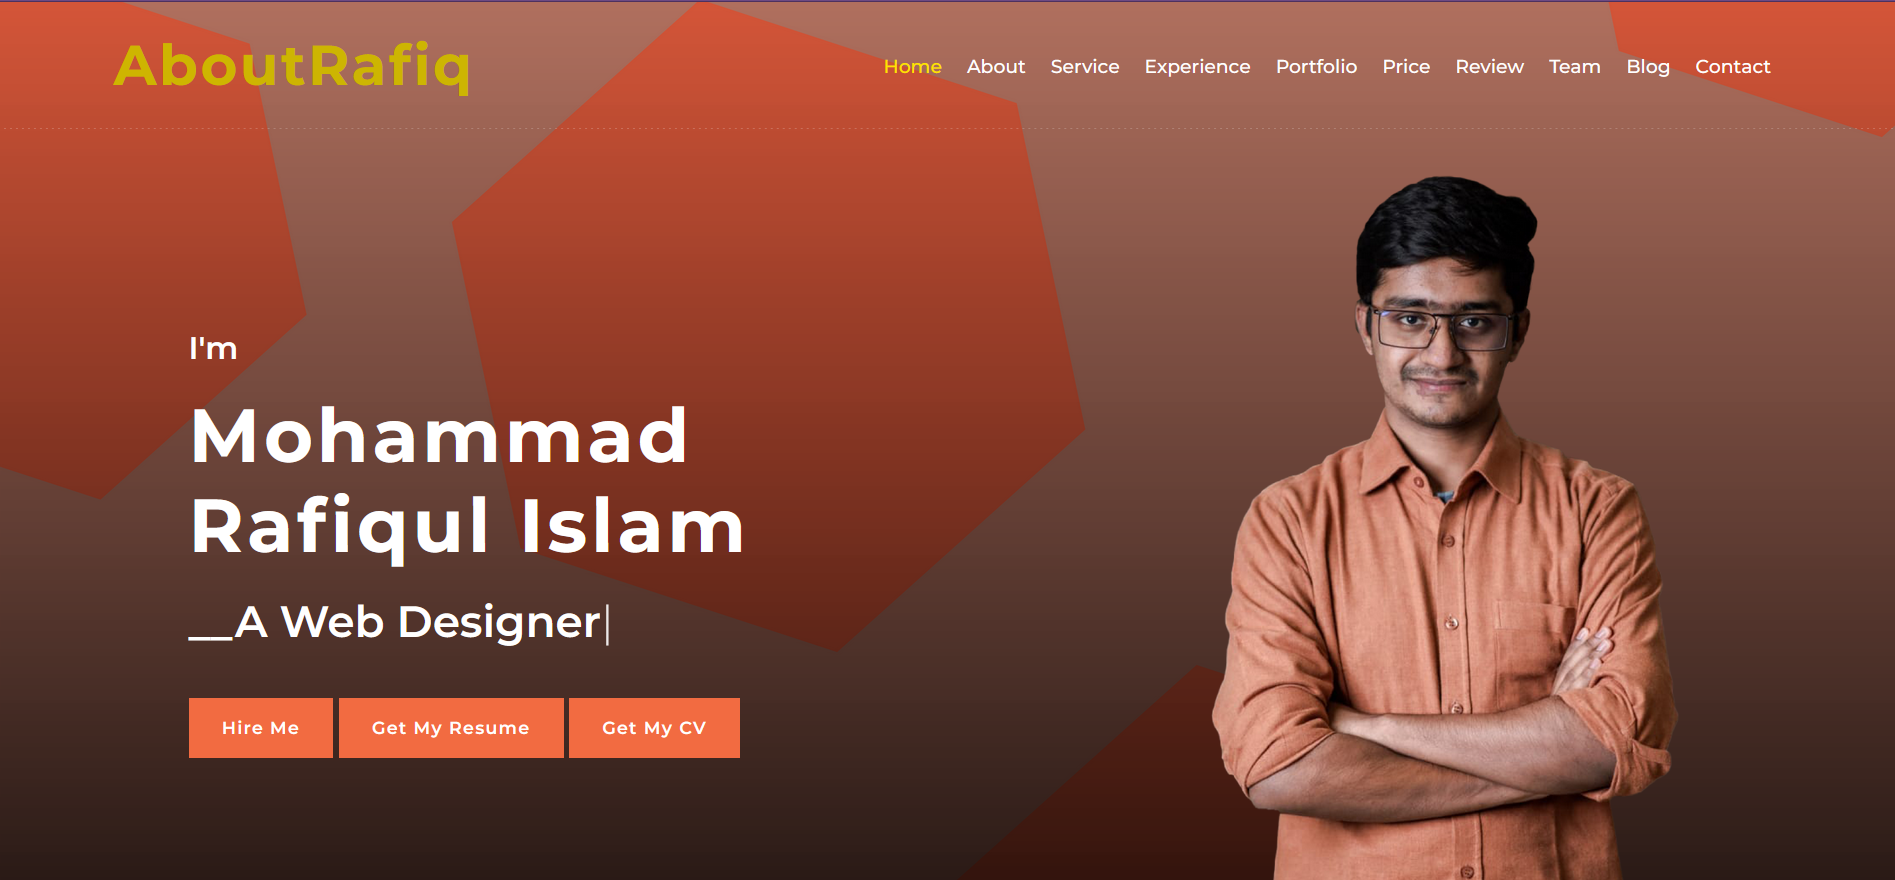 AboutRafiq
Home About Service Experience Portfolio Price Review Team Blog Contact
I'm
Mohammad
Rafiqul Islam
__A Web Designer|
Hire Me Get My Resume Get My CV